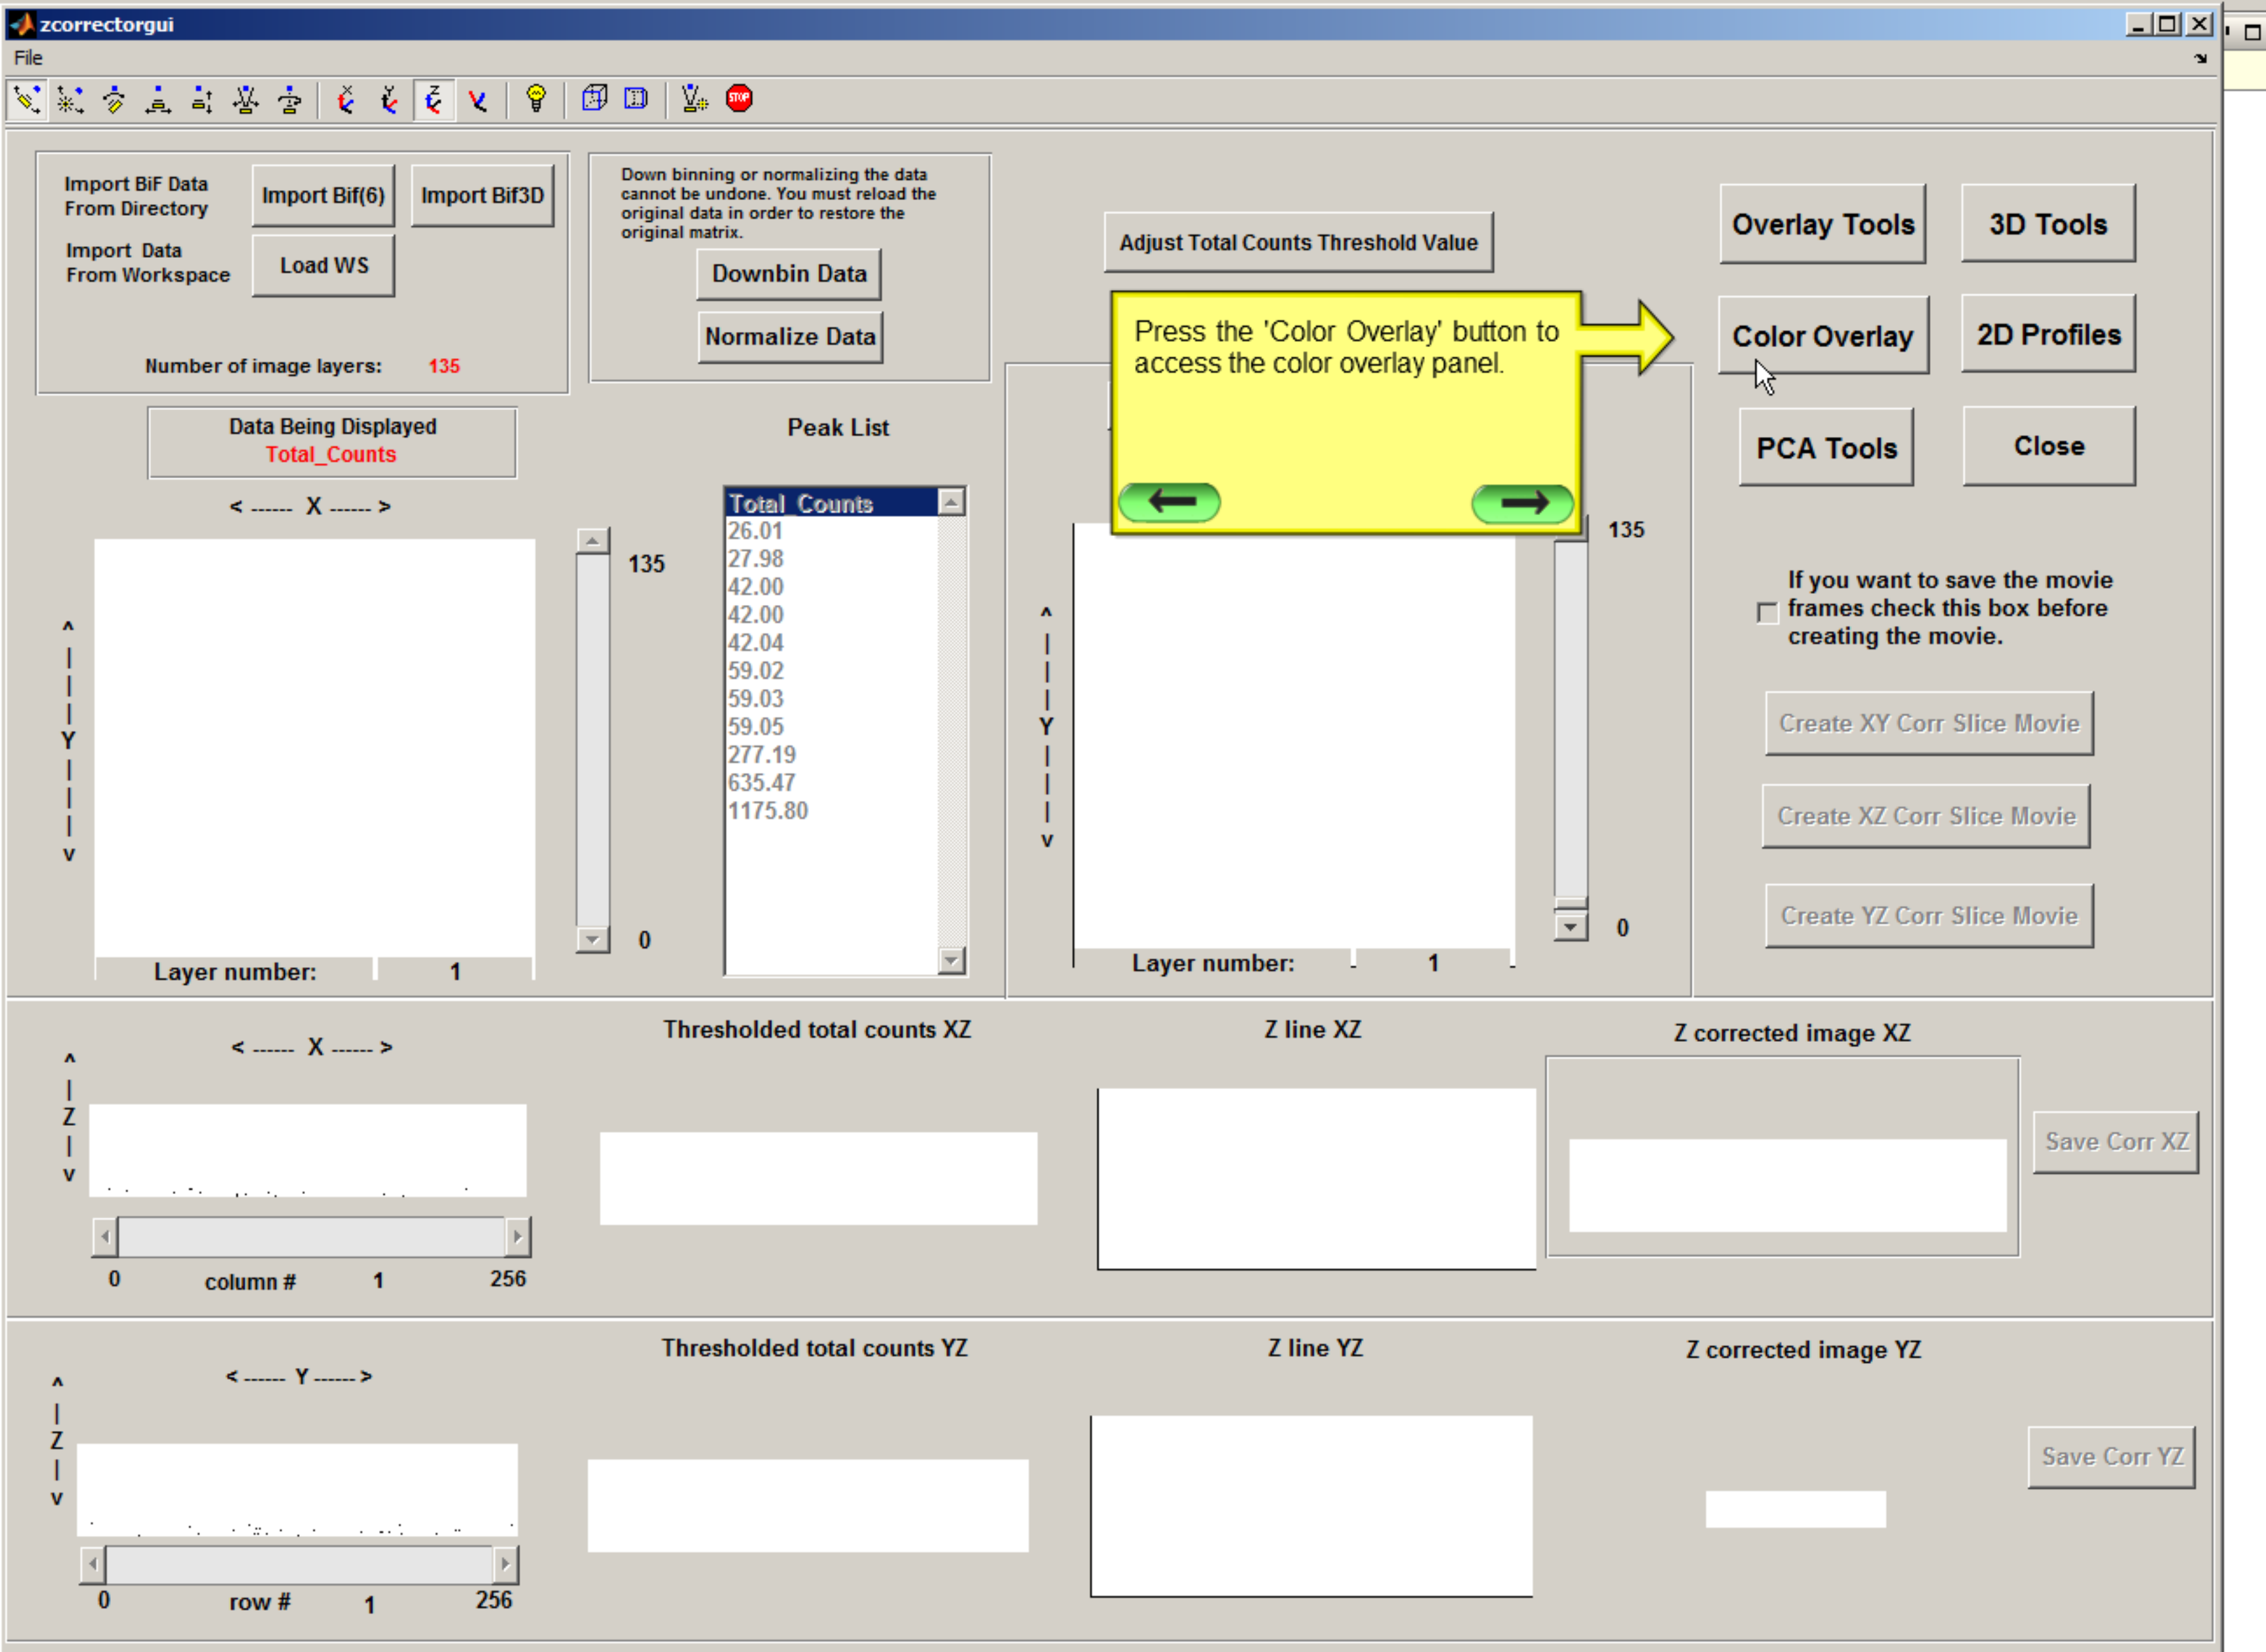 zcorrectorgui
File
X
Y
Z
STOP
Import BiF Data
From Directory
Import Bif(6)
Import Bif3D
Import Data
From Workspace
Load WS
Number of image layers: 135
Down binning or normalizing the data
cannot be undone. You must reload the
original data in order to restore the
original matrix.
Downbin Data
Normalize Data
Adjust Total Counts Threshold Value
Press the 'Color Overlay' button to
access the color overlay panel.
Overlay Tools
3D Tools
Color Overlay
2D Profiles
PCA Tools
Close
Data Being Displayed
Total_Counts
< ------ X ------ >
^
|
|
|
Y
|
|
|
v
135
0
Layer number: 1
Peak List
Total_Counts
26.01
27.98
42.00
42.00
42.04
59.02
59.03
59.05
277.19
635.47
1175.80
^
|
|
|
Y
|
|
|
v
135
0
Layer number: 1
If you want to save the movie
frames check this box before
creating the movie.
Create XY Corr Slice Movie
Create XZ Corr Slice Movie
Create YZ Corr Slice Movie
< ------ X ------ >
^
|
Z
|
v
0 column # 1 256
Thresholded total counts XZ
Z line XZ
Z corrected image XZ
Save Corr XZ
< ------ Y ------ >
^
|
Z
|
v
0 row # 1 256
Thresholded total counts YZ
Z line YZ
Z corrected image YZ
Save Corr YZ